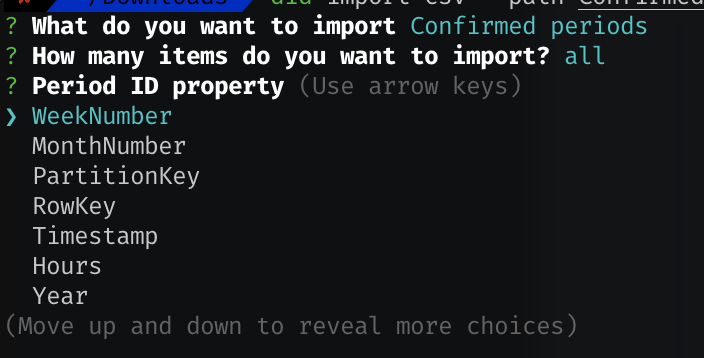 ~/Downloads did import csv --path Confirmed
? What do you want to import Confirmed periods
? How many items do you want to import? all
? Period ID property (Use arrow keys)
❯ WeekNumber
MonthNumber
PartitionKey
RowKey
Timestamp
Hours
Year
(Move up and down to reveal more choices)